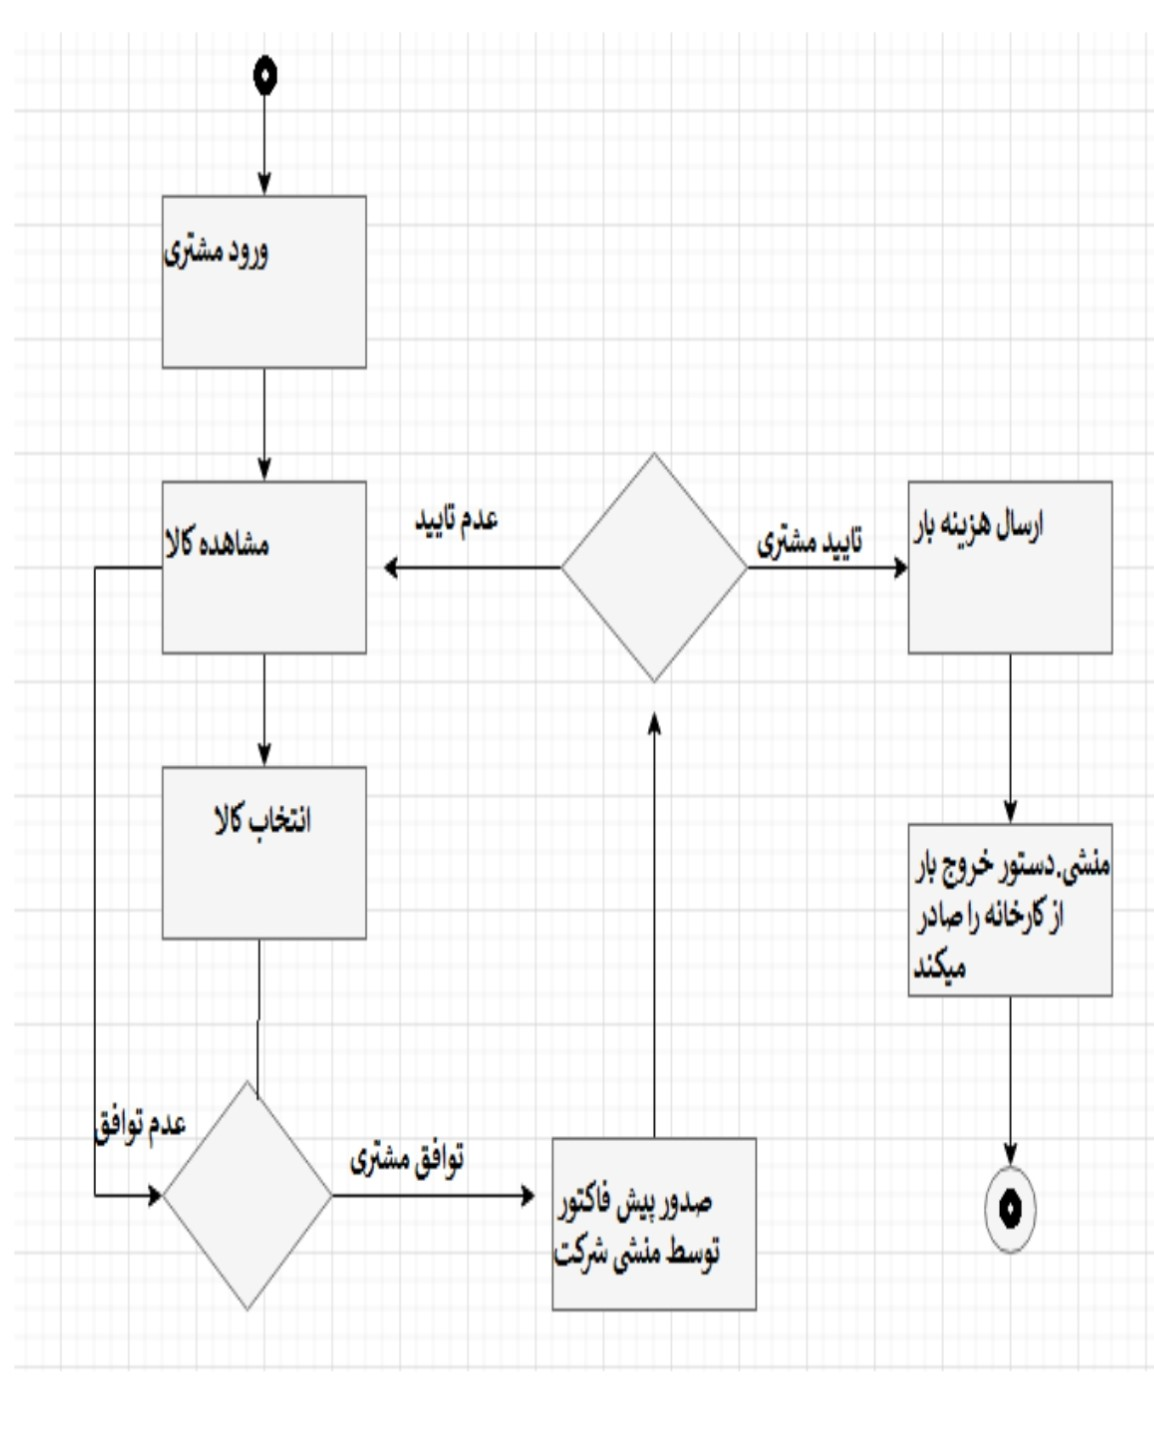 ورود مشتری
مشاهده کالا
عدم تایید
تایید مشتری
ارسال هزینه بار
انتخاب کالا
منشی.دستور خروج بار
از کارخانه را صادر
میکند
عدم توافق
توافق مشتری
صدور پیش فاکتور
توسط منشی شرکت